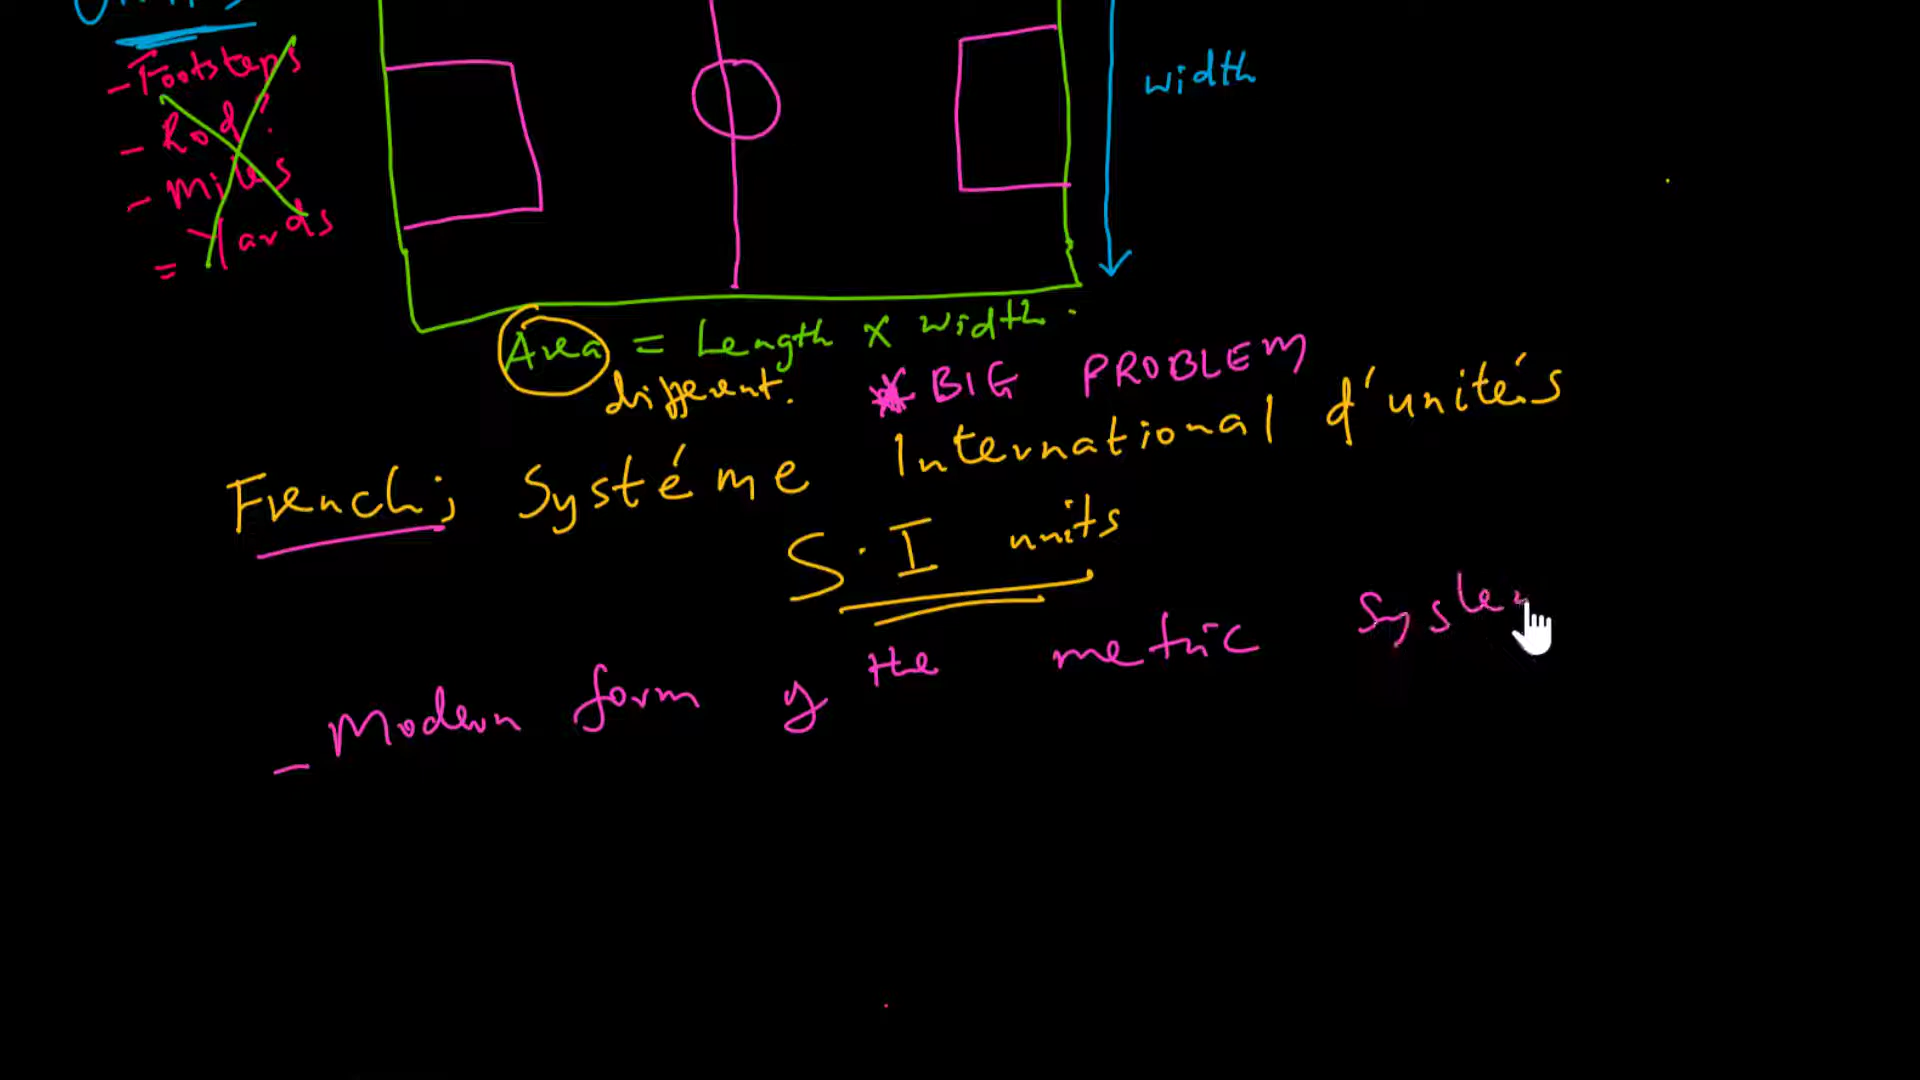 - Footsteps
- Rod
- Miles
= Yards
width
Area = Length x width.
different. * BIG PROBLEM
French; Systéme International d'unités
S.I units
- Modern form of the metric System